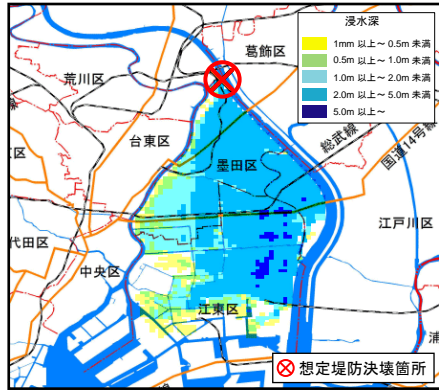 浸水深
1mm 以上～ 0.5m 未満
0.5m 以上～ 1.0m 未満
1.0m 以上～ 2.0m 未満
2.0m 以上～ 5.0m 未満
5.0m 以上～
葛飾区
荒川区
台東区
総武線
国道14号線
墨田区
江戸川区
代田区
中央区
江東区
浦
想定堤防決壊箇所